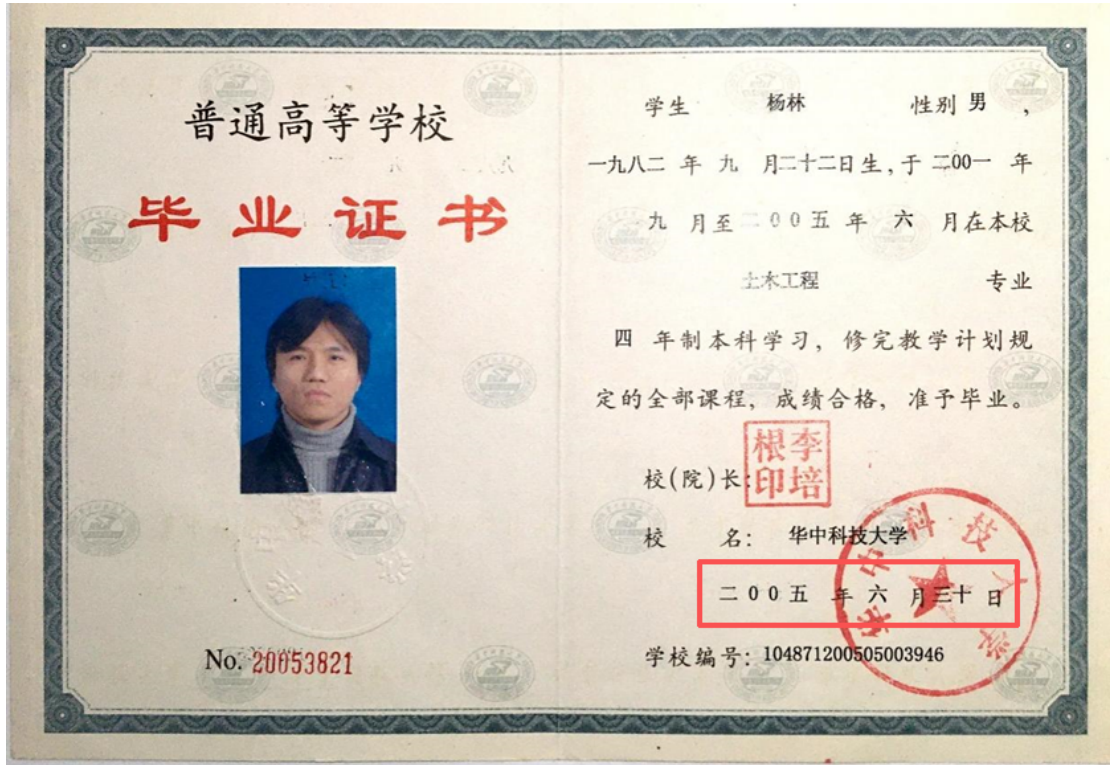 普通高等学校
毕业证书
No. 20053821
学生 杨林 性别 男 ,
一九八二 年 九 月二十二日生,于 二00一 年
九 月至 二00五 年 六 月在本校
土木工程 专业
四 年制本科学习, 修完教学计划规
定的全部课程, 成绩合格, 准予毕业。
校(院)长:
李培根印
校 名: 华中科技大学
二00五 年 六 月三十 日
学校编号: 104871200505003946
华中科技大学